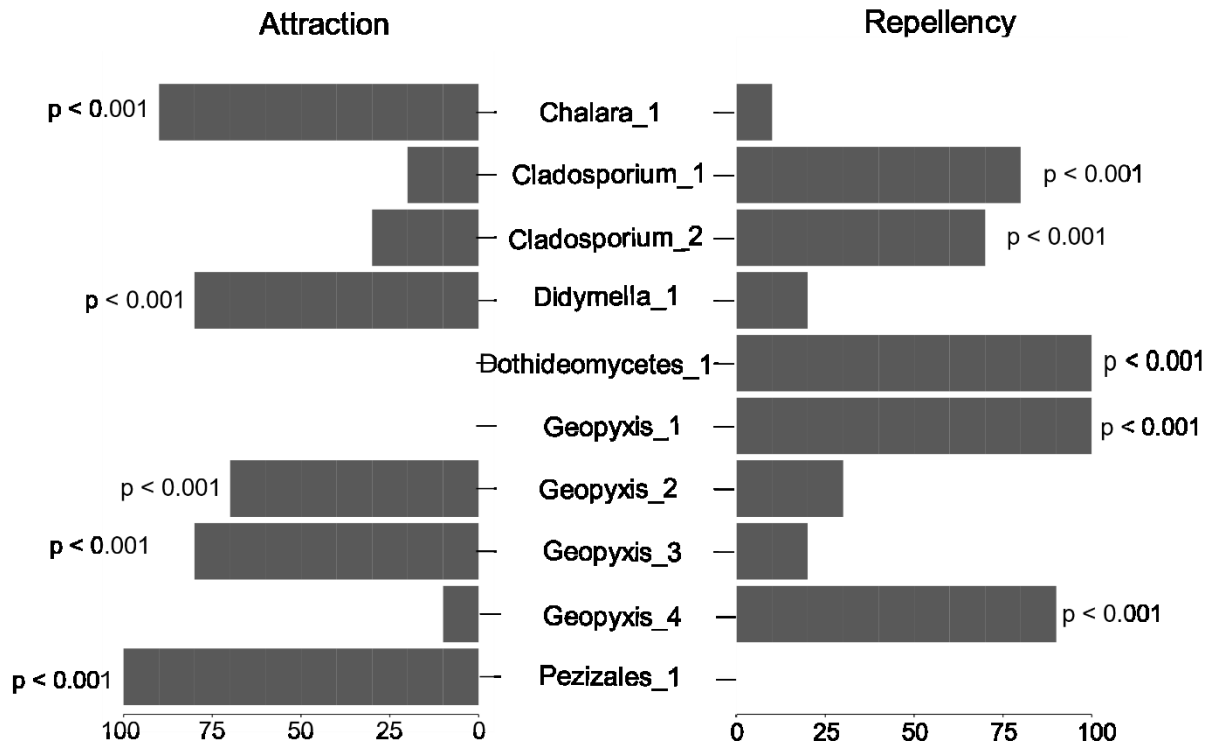 Attraction Repellency
p < 0.001 Chalara_1
Cladosporium_1 p < 0.001
Cladosporium_2 p < 0.001
p < 0.001 Didymella_1
Dothideomycetes_1 p < 0.001
Geopyxis_1 p < 0.001
p < 0.001 Geopyxis_2
p < 0.001 Geopyxis_3
Geopyxis_4 p < 0.001
p < 0.001 Pezizales_1
100 75 50 25 0 0 25 50 75 100